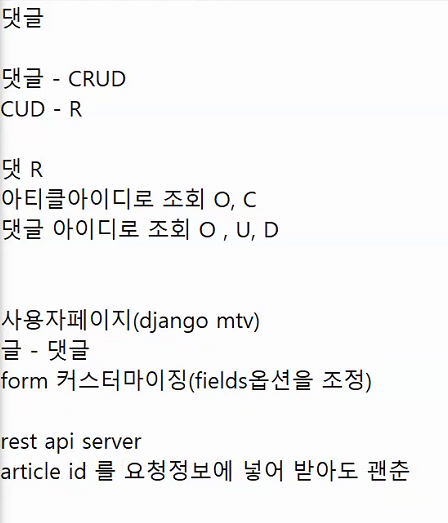 댓글
댓글 - CRUD
CUD - R
댓 R
아티클아이디로 조회 O, C
댓글 아이디로 조회 O , U, D
사용자페이지(django mtv)
글 - 댓글
form 커스터마이징(fields옵션을 조정)
rest api server
article id 를 요청정보에 넣어 받아도 괜춘